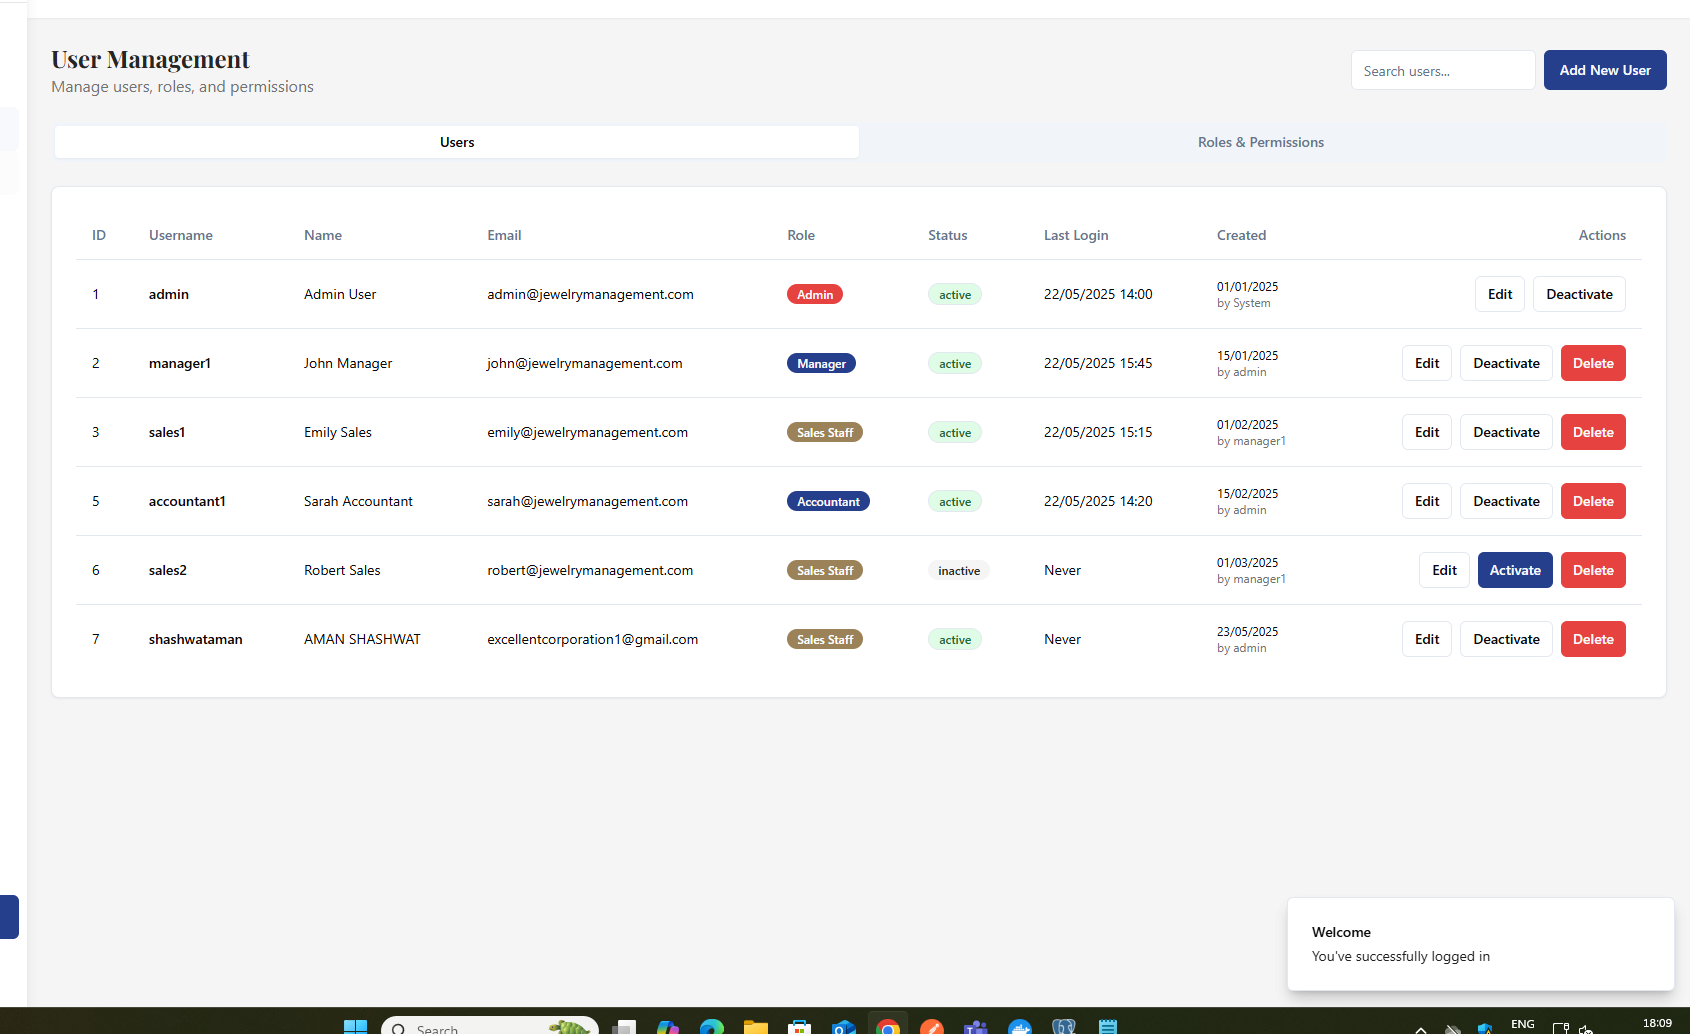 User Management
Manage users, roles, and permissions
Search users...
Add New User
Users
Roles & Permissions
ID Username Name Email Role Status Last Login Created Actions
1 admin Admin User admin@jewelrymanagement.com Admin active 22/05/2025 14:00 01/01/2025 by System Edit Deactivate
2 manager1 John Manager john@jewelrymanagement.com Manager active 22/05/2025 15:45 15/01/2025 by admin Edit Deactivate Delete
3 sales1 Emily Sales emily@jewelrymanagement.com Sales Staff active 22/05/2025 15:15 01/02/2025 by manager1 Edit Deactivate Delete
5 accountant1 Sarah Accountant sarah@jewelrymanagement.com Accountant active 22/05/2025 14:20 15/02/2025 by admin Edit Deactivate Delete
6 sales2 Robert Sales robert@jewelrymanagement.com Sales Staff inactive Never 01/03/2025 by manager1 Edit Activate Delete
7 shashwataman AMAN SHASHWAT excellentcorporation1@gmail.com Sales Staff active Never 23/05/2025 by admin Edit Deactivate Delete
Welcome
You've successfully logged in
Search
ENG
18:09